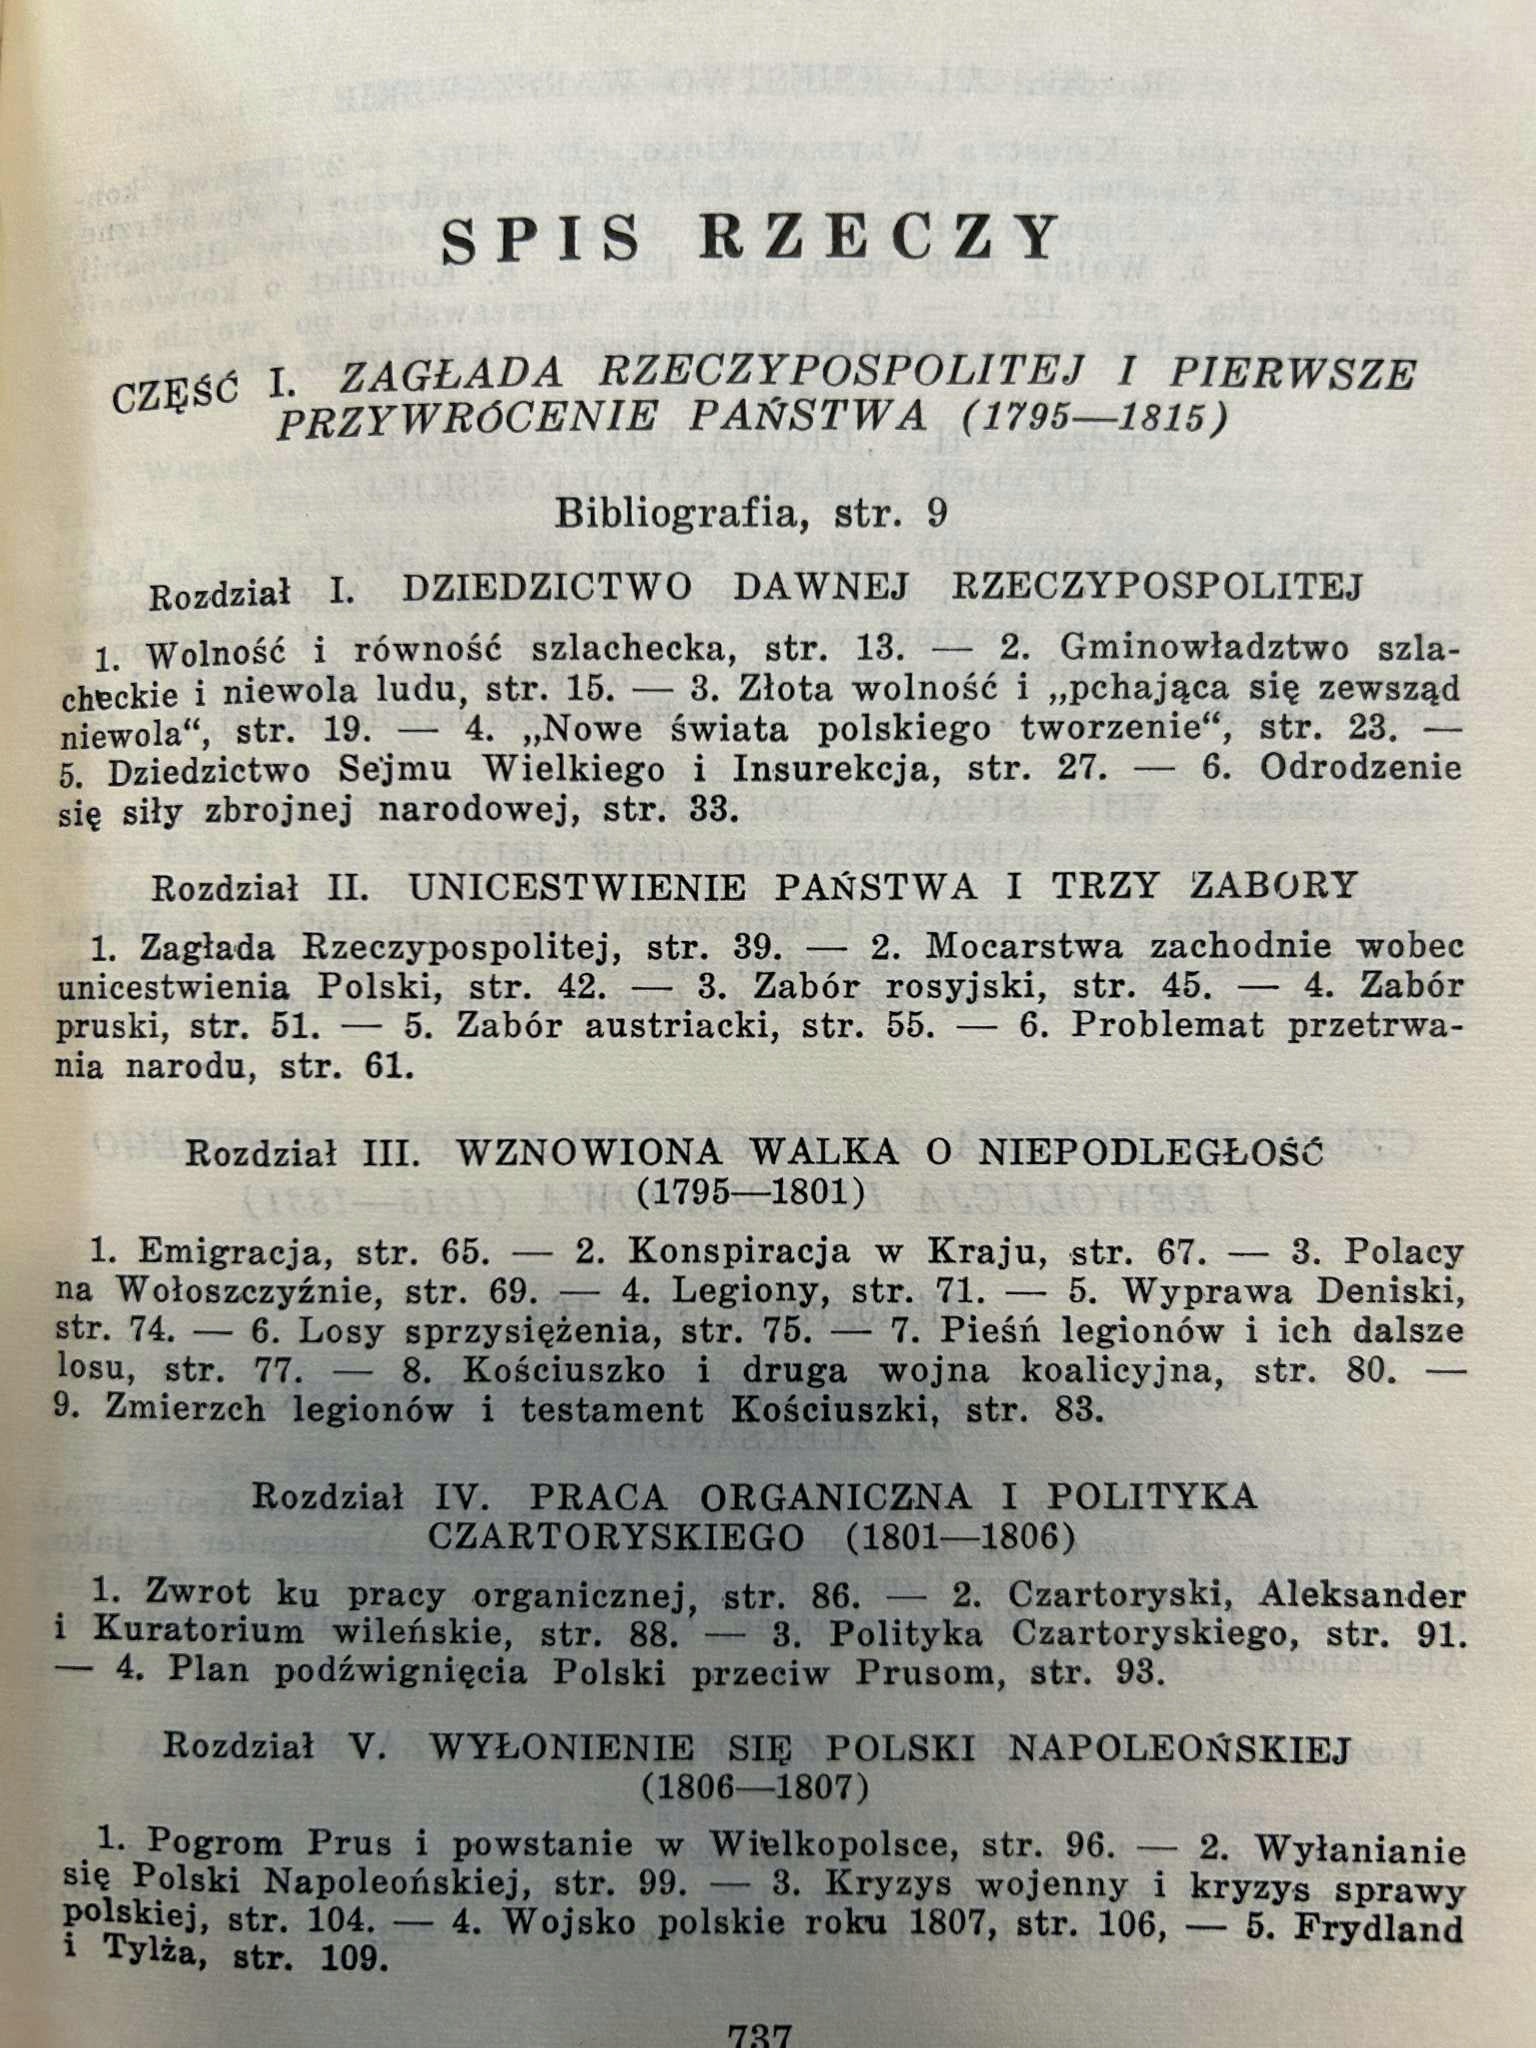 SPIS RZECZY
CZĘŚĆ I. ZAGŁADA RZECZYPOSPOLITEJ I PIERWSZE
PRZYWRÓCENIE PAŃSTWA (1795—1815)
Bibliografia, str. 9
Rozdział I. DZIEDZICTWO DAWNEJ RZECZYPOSPOLITEJ
1. Wolność i równość szlachecka, str. 13. — 2. Gminowładztwo szla-
checkie i niewola ludu, str. 15. — 3. Złota wolność i „pchająca się zewsząd
niewola“, str. 19. — 4. „Nowe świata polskiego tworzenie“, str. 23. —
5. Dziedzictwo Sejmu Wielkiego i Insurekcja, str. 27. — 6. Odrodzenie
się siły zbrojnej narodowej, str. 33.
Rozdział II. UNICESTWIENIE PAŃSTWA I TRZY ZABORY
1. Zagłada Rzeczypospolitej, str. 39. — 2. Mocarstwa zachodnie wobec
unicestwienia Polski, str. 42. — 3. Zabór rosyjski, str. 45. — 4. Zabór
pruski, str. 51. — 5. Zabór austriacki, str. 55. — 6. Problemat przetrwa-
nia narodu, str. 61.
Rozdział III. WZNOWIONA WALKA O NIEPODLEGŁOŚĆ
(1795—1801)
1. Emigracja, str. 65. — 2. Konspiracja w Kraju, str. 67. — 3. Polacy
na Wołoszczyźnie, str. 69. — 4. Legiony, str. 71. — 5. Wyprawa Deniski,
str. 74. — 6. Losy sprzysiężenia, str. 75. — 7. Pieśń legionów i ich dalsze
losu, str. 77. — 8. Kościuszko i druga wojna koalicyjna, str. 80. —
9. Zmierzch legionów i testament Kościuszki, str. 83.
Rozdział IV. PRACA ORGANICZNA I POLITYKA
CZARTORYSKIEGO (1801—1806)
1. Zwrot ku pracy organicznej, str. 86. — 2. Czartoryski, Aleksander
i Kuratorium wileńskie, str. 88. — 3. Polityka Czartoryskiego, str. 91.
— 4. Plan podźwignięcia Polski przeciw Prusom, str. 93.
Rozdział V. WYŁONIENIE SIĘ POLSKI NAPOLEOŃSKIEJ
(1806—1807)
1. Pogrom Prus i powstanie w Wielkopolsce, str. 96. — 2. Wyłanianie
się Polski Napoleońskiej, str. 99. — 3. Kryzys wojenny i kryzys sprawy
polskiej, str. 104. — 4. Wojsko polskie roku 1807, str. 106, — 5. Frydland
i Tylża, str. 109.
737